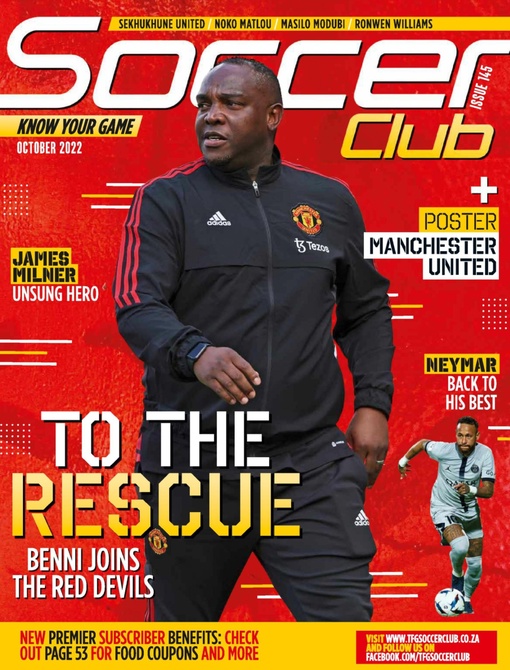 SEKHUKHUNE UNITED / NOKO MATLOU / MASILO MODUBI / RONWEN WILLIAMS
Soccer
Club
ISSUE 145
KNOW YOUR GAME
OCTOBER 2022
+
POSTER
MANCHESTER
UNITED
adidas
Tezos
JAMES
MILNER
UNSUNG HERO
NEYMAR
BACK TO
HIS BEST
TO THE
RESCUE
BENNI JOINS
THE RED DEVILS
adidas
NEW PREMIER SUBSCRIBER BENEFITS: CHECK
OUT PAGE 53 FOR FOOD COUPONS AND MORE
VISIT WWW.TFGSOCCERCLUB.CO.ZA
AND FOLLOW US ON
FACEBOOK.COM/TFGSOCCERCLUB